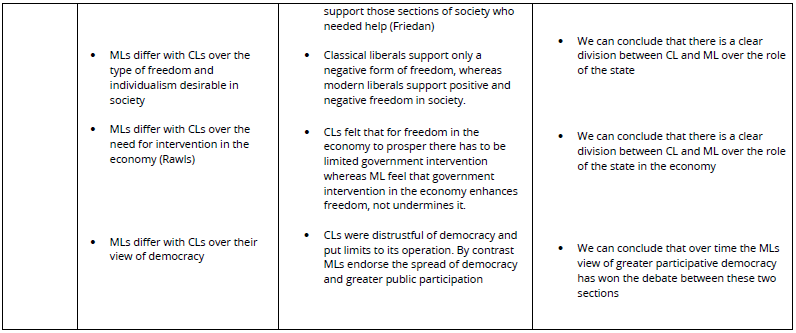 support those sections of society who
needed help (Friedan)
• MLs differ with CLs over the
type of freedom and
individualism desirable in
society
• Classical liberals support only a
negative form of freedom, whereas
modern liberals support positive and
negative freedom in society.
• We can conclude that there is a clear
division between CL and ML over the role
of the state
• MLs differ with CLs over the
need for intervention in the
economy (Rawls)
• CLs felt that for freedom in the
economy to prosper there has to be
limited government intervention
whereas ML feel that government
intervention in the economy enhances
freedom, not undermines it.
• We can conclude that there is a clear
division between CL and ML over the role
of the state in the economy
• MLs differ with CLs over their
view of democracy
• CLs were distrustful of democracy and
put limits to its operation. By contrast
MLs endorse the spread of democracy
and greater public participation
• We can conclude that over time the MLs
view of greater participative democracy
has won the debate between these two
sections